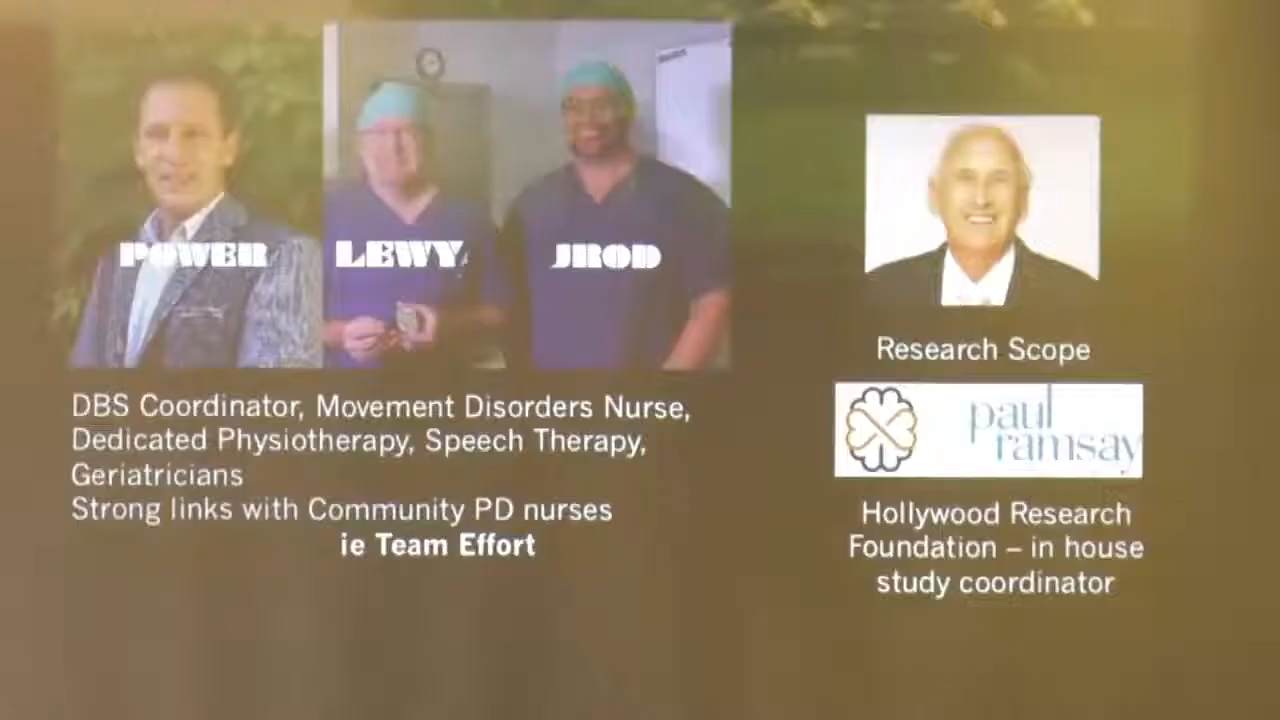 POWER
LEWY
JROD
DBS Coordinator, Movement Disorders Nurse,
Dedicated Physiotherapy, Speech Therapy,
Geriatricians
Strong links with Community PD nurses
ie Team Effort
Research Scope
paul
ramsay
Hollywood Research
Foundation – in house
study coordinator